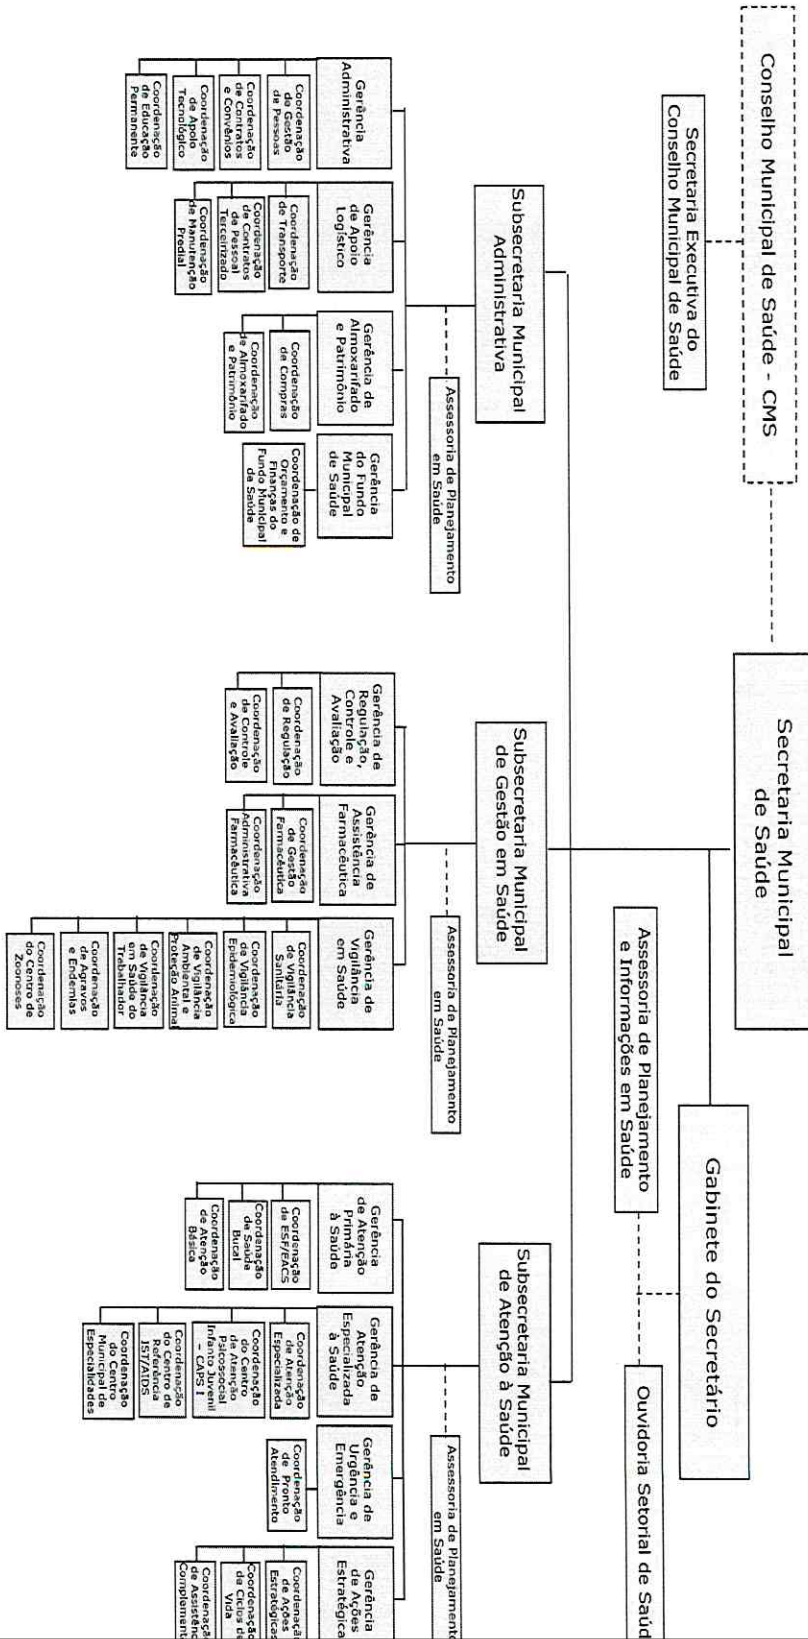 Secretaria Municipal
de Saúde
Conselho Municipal de Saúde - CMS
Secretaria Executiva do
Conselho Municipal de Saúde
Gabinete do Secretário
Assessoria de Planejamento
e Informações em Saúde
Ouvidoria Setorial de Saúd
Subsecretaria Municipal
Administrativa
Assessoria de Planejamento
em Saúde
Gerência
Administrativa
Coordenação
de Gestão
de Pessoas
Coordenação
de Contratos
e Convênios
Coordenação
de Apoio
Tecnológico
Coordenação
de Educação
Permanente
Gerência
de Apoio
Logístico
Coordenação
de Transporte
Coordenação
de Contratos
de Pessoal
Terceirizado
Coordenação
de Manutenção
Predial
Gerência de
Almoxarifado
e Patrimônio
Coordenação
de Compras
Coordenação
de Almoxarifado
e Patrimônio
Gerência
do Fundo
Municipal
de Saúde
Coordenação de
Orçamento e
Finanças do
Fundo Municipal
de Saúde
Subsecretaria Municipal
de Gestão em Saúde
Assessoria de Planejamento
em Saúde
Gerência de
Regulação,
Controle e
Avaliação
Coordenação
de Regulação
Coordenação
de Controle
e Avaliação
Gerência de
Assistência
Farmacêutica
Coordenação
de Gestão
Farmacêutica
Coordenação
Administrativa
Farmacêutica
Gerência de
Vigilância
em Saúde
Coordenação
de Vigilância
Sanitária
Coordenação
de Vigilância
Epidemiológica
Coordenação
de Vigilância
Ambiental e
Proteção Animal
Coordenação
de Vigilância
em Saúde do
Trabalhador
Coordenação
de Agravos
e Endemias
Coordenação
do Centro de
Zoonoses
Subsecretaria Municipal
de Atenção à Saúde
Assessoria de Planejamento
em Saúde
Gerência
de Atenção
Primária
à Saúde
Coordenação
de ESF/EACS
Coordenação
de Saúde
Bucal
Coordenação
de Atenção
Básica
Gerência de
Atenção
Especializada
à Saúde
Coordenação
de Atenção
Especializada
Coordenação
do Centro
de Atenção
Psicossocial
Infanto Juvenil
- CAPS I
Coordenação
do Centro de
Referência
IST/AIDS
Coordenação
do Centro
Municipal de
Especialidades
Gerência de
Urgência e
Emergência
Coordenação
de Pronto
Atendimento
Gerência
de Ações
Estratégica
Coordenação
de Ações
Estratégicas
Coordenação
de Ciclos de
Vida
Coordenação
de Assistênc
Complementa